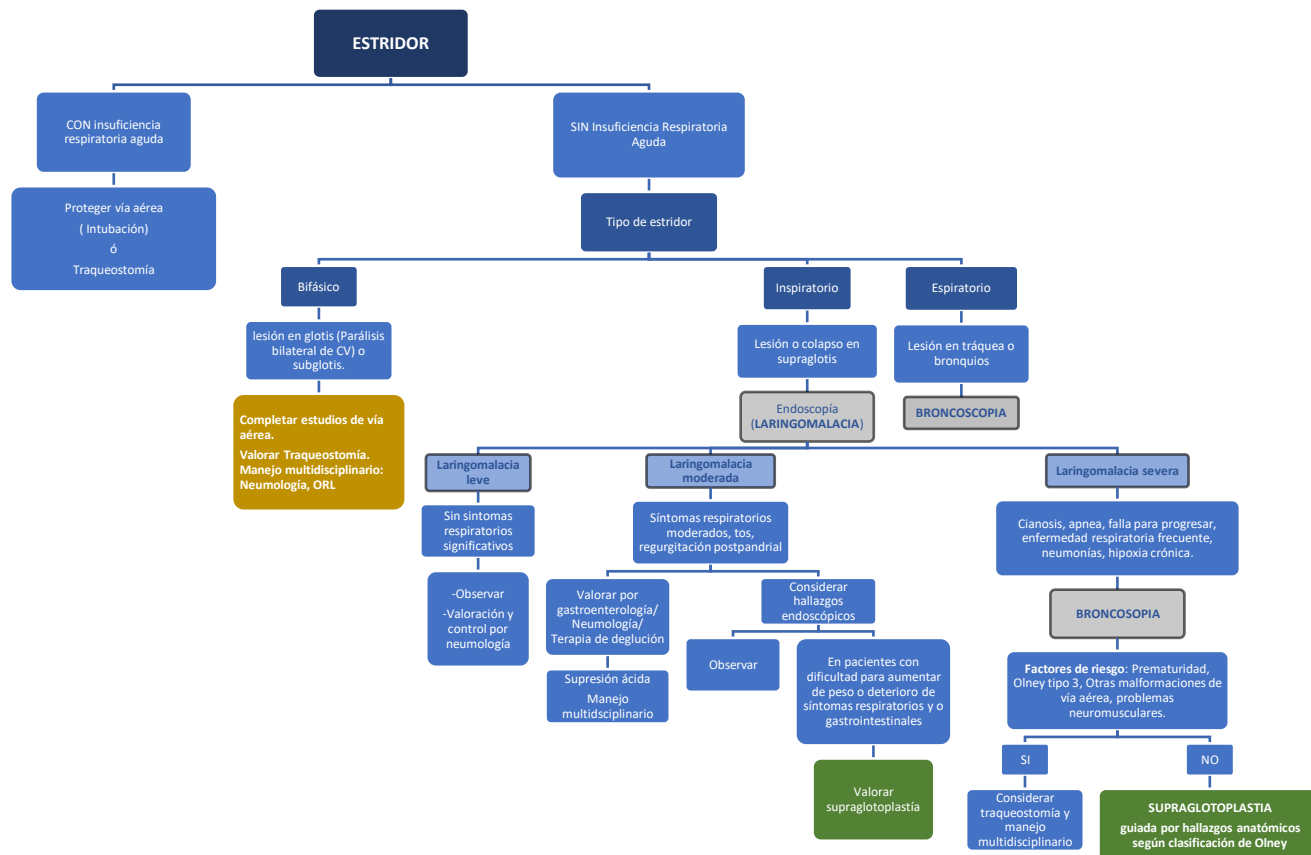 ESTRIDOR
CON insuficiencia
respiratoria aguda
SIN Insuficiencia Respiratoria
Aguda
Proteger vía aérea
( Intubación)
ó
Traqueostomía
Tipo de estridor
Bifásico
Inspiratorio
Espiratorio
lesión en glotis (Parálisis
bilateral de CV) o
subglotis.
Lesión o colapso en
supraglotis
Lesión en tráquea o
bronquios
Completar estudios de vía
aérea.
Valorar Traqueostomía.
Manejo multidisciplinario:
Neumología, ORL
Endoscopía
(LARINGOMALACIA)
BRONCOSCOPIA
Laringomalacia
leve
Laringomalacia
moderada
Laringomalacia severa
Sin sintomas
respiratorios
significativos
Síntomas respiratorios
moderados, tos,
regurgitación postpandrial
Cianosis, apnea, falla para progresar,
enfermedad respiratoria frecuente,
neumonías, hipoxia crónica.
-Observar
-Valoración y
control por
neumología
Valorar por
gastroenterología/
Neumología/
Terapia de deglución
Considerar
hallazgos
endoscópicos
BRONCOSOPIA
Supresión ácida
Manejo
multidsciplinario
Observar
En pacientes con
dificultad para aumentar
de peso o deterioro de
síntomas respiratorios y o
gastrointestinales
Factores de riesgo: Prematuridad,
Olney tipo 3, Otras malformaciones de
vía aérea, problemas
neuromusculares.
SI
NO
Valorar
supraglotoplastía
Considerar
traqueostomía y
manejo
multidisciplinario
SUPRAGLOTOPLASTIA
guiada por hallazgos anatómicos
según clasificación de Olney